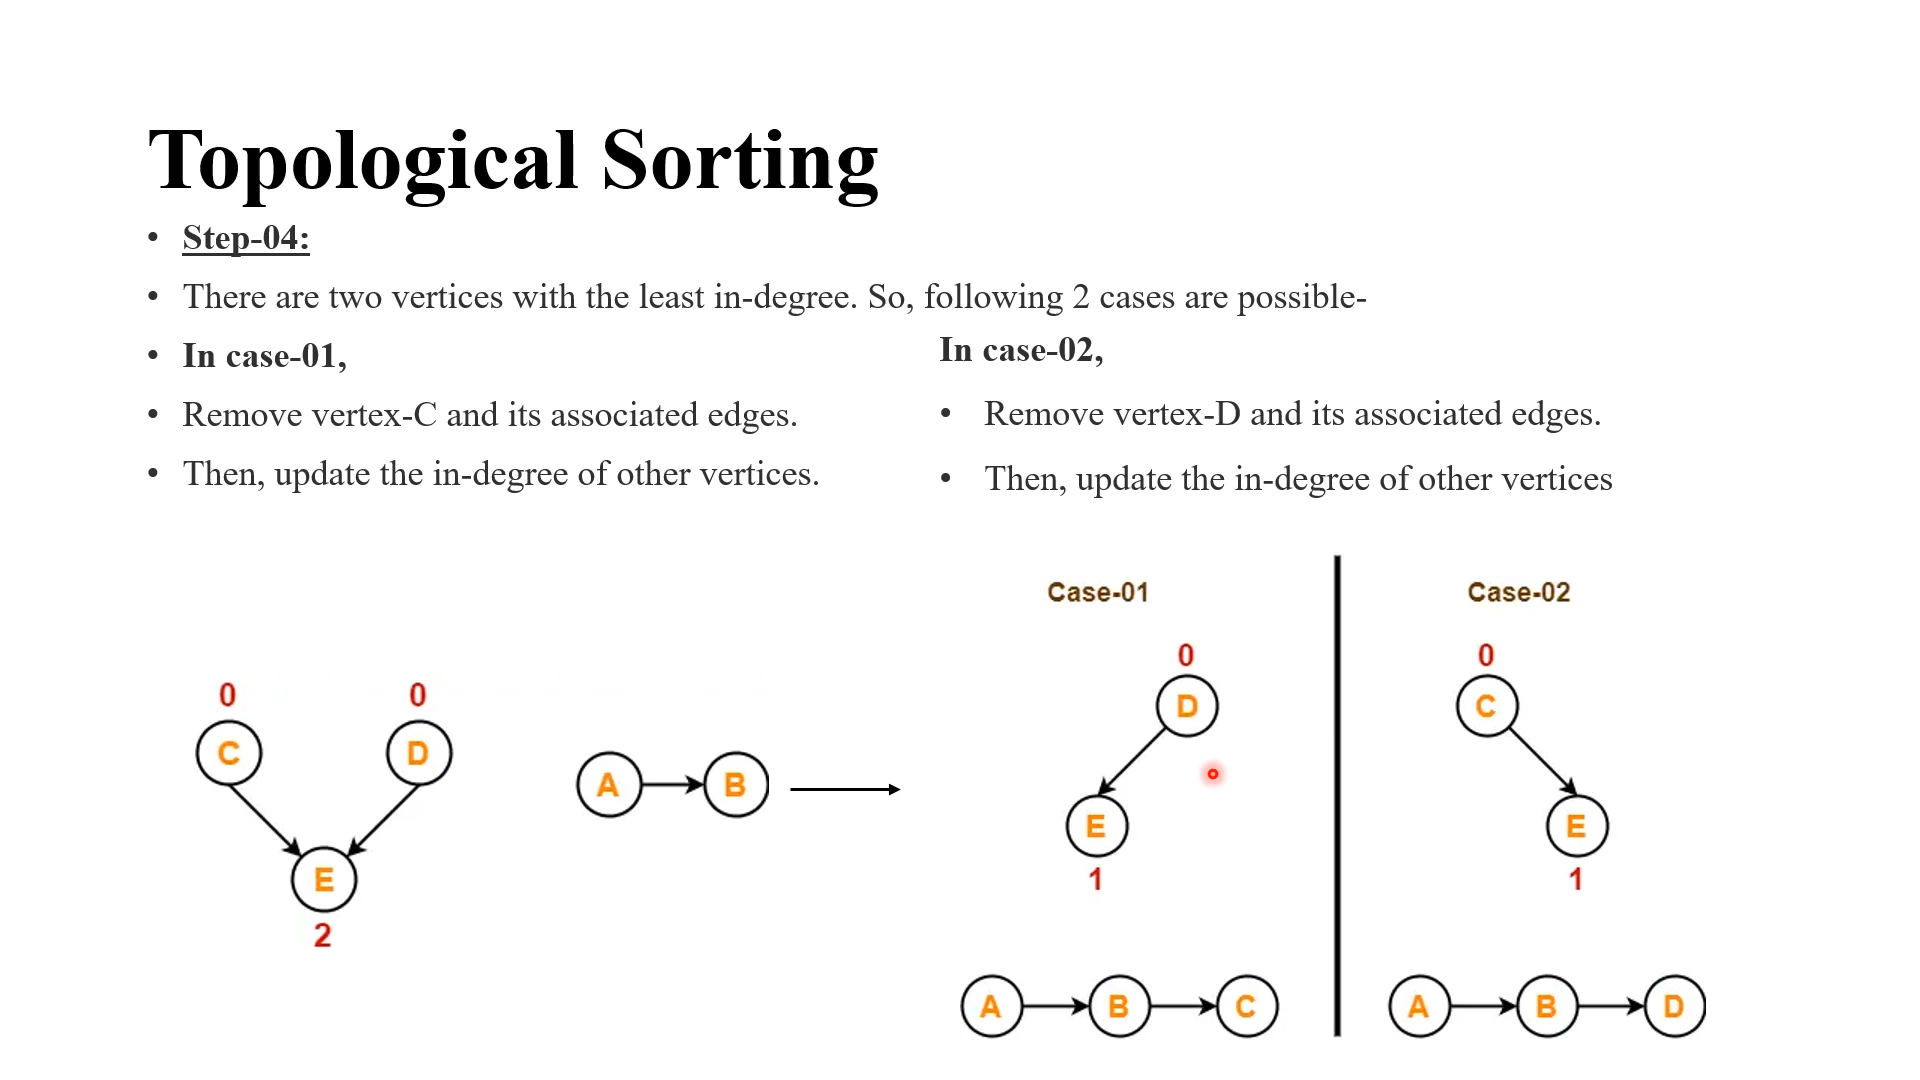 Topological Sorting
• Step-04:
• There are two vertices with the least in-degree. So, following 2 cases are possible-
• In case-01,
• Remove vertex-C and its associated edges.
• Then, update the in-degree of other vertices.
In case-02,
• Remove vertex-D and its associated edges.
• Then, update the in-degree of other vertices
0 0
C D
E
2
A B
Case-01
0
D
E
1
A B C
Case-02
0
C
E
1
A B D